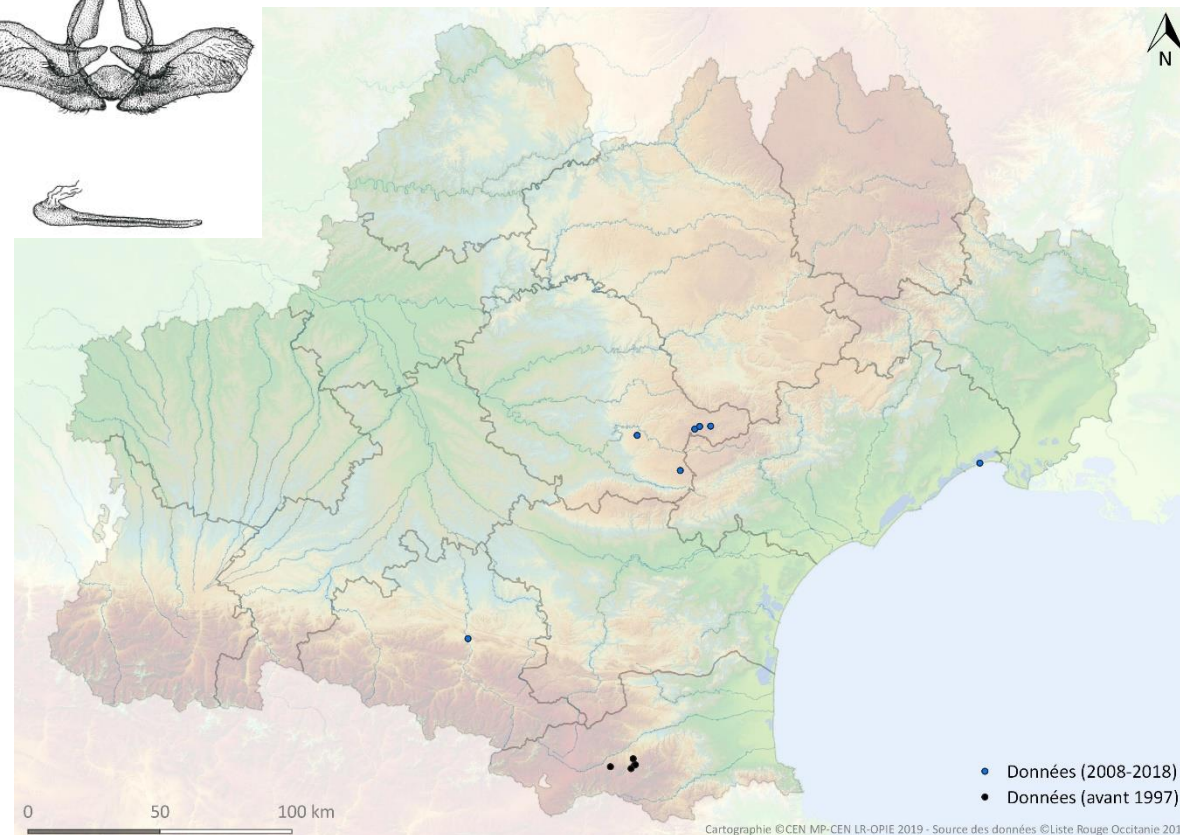 N
Données (2008-2018)
Données (avant 1997)
0 50 100 km
Cartographie ©CEN MP-CEN LR-OPIE 2019 - Source des données ©Liste Rouge Occitanie 201